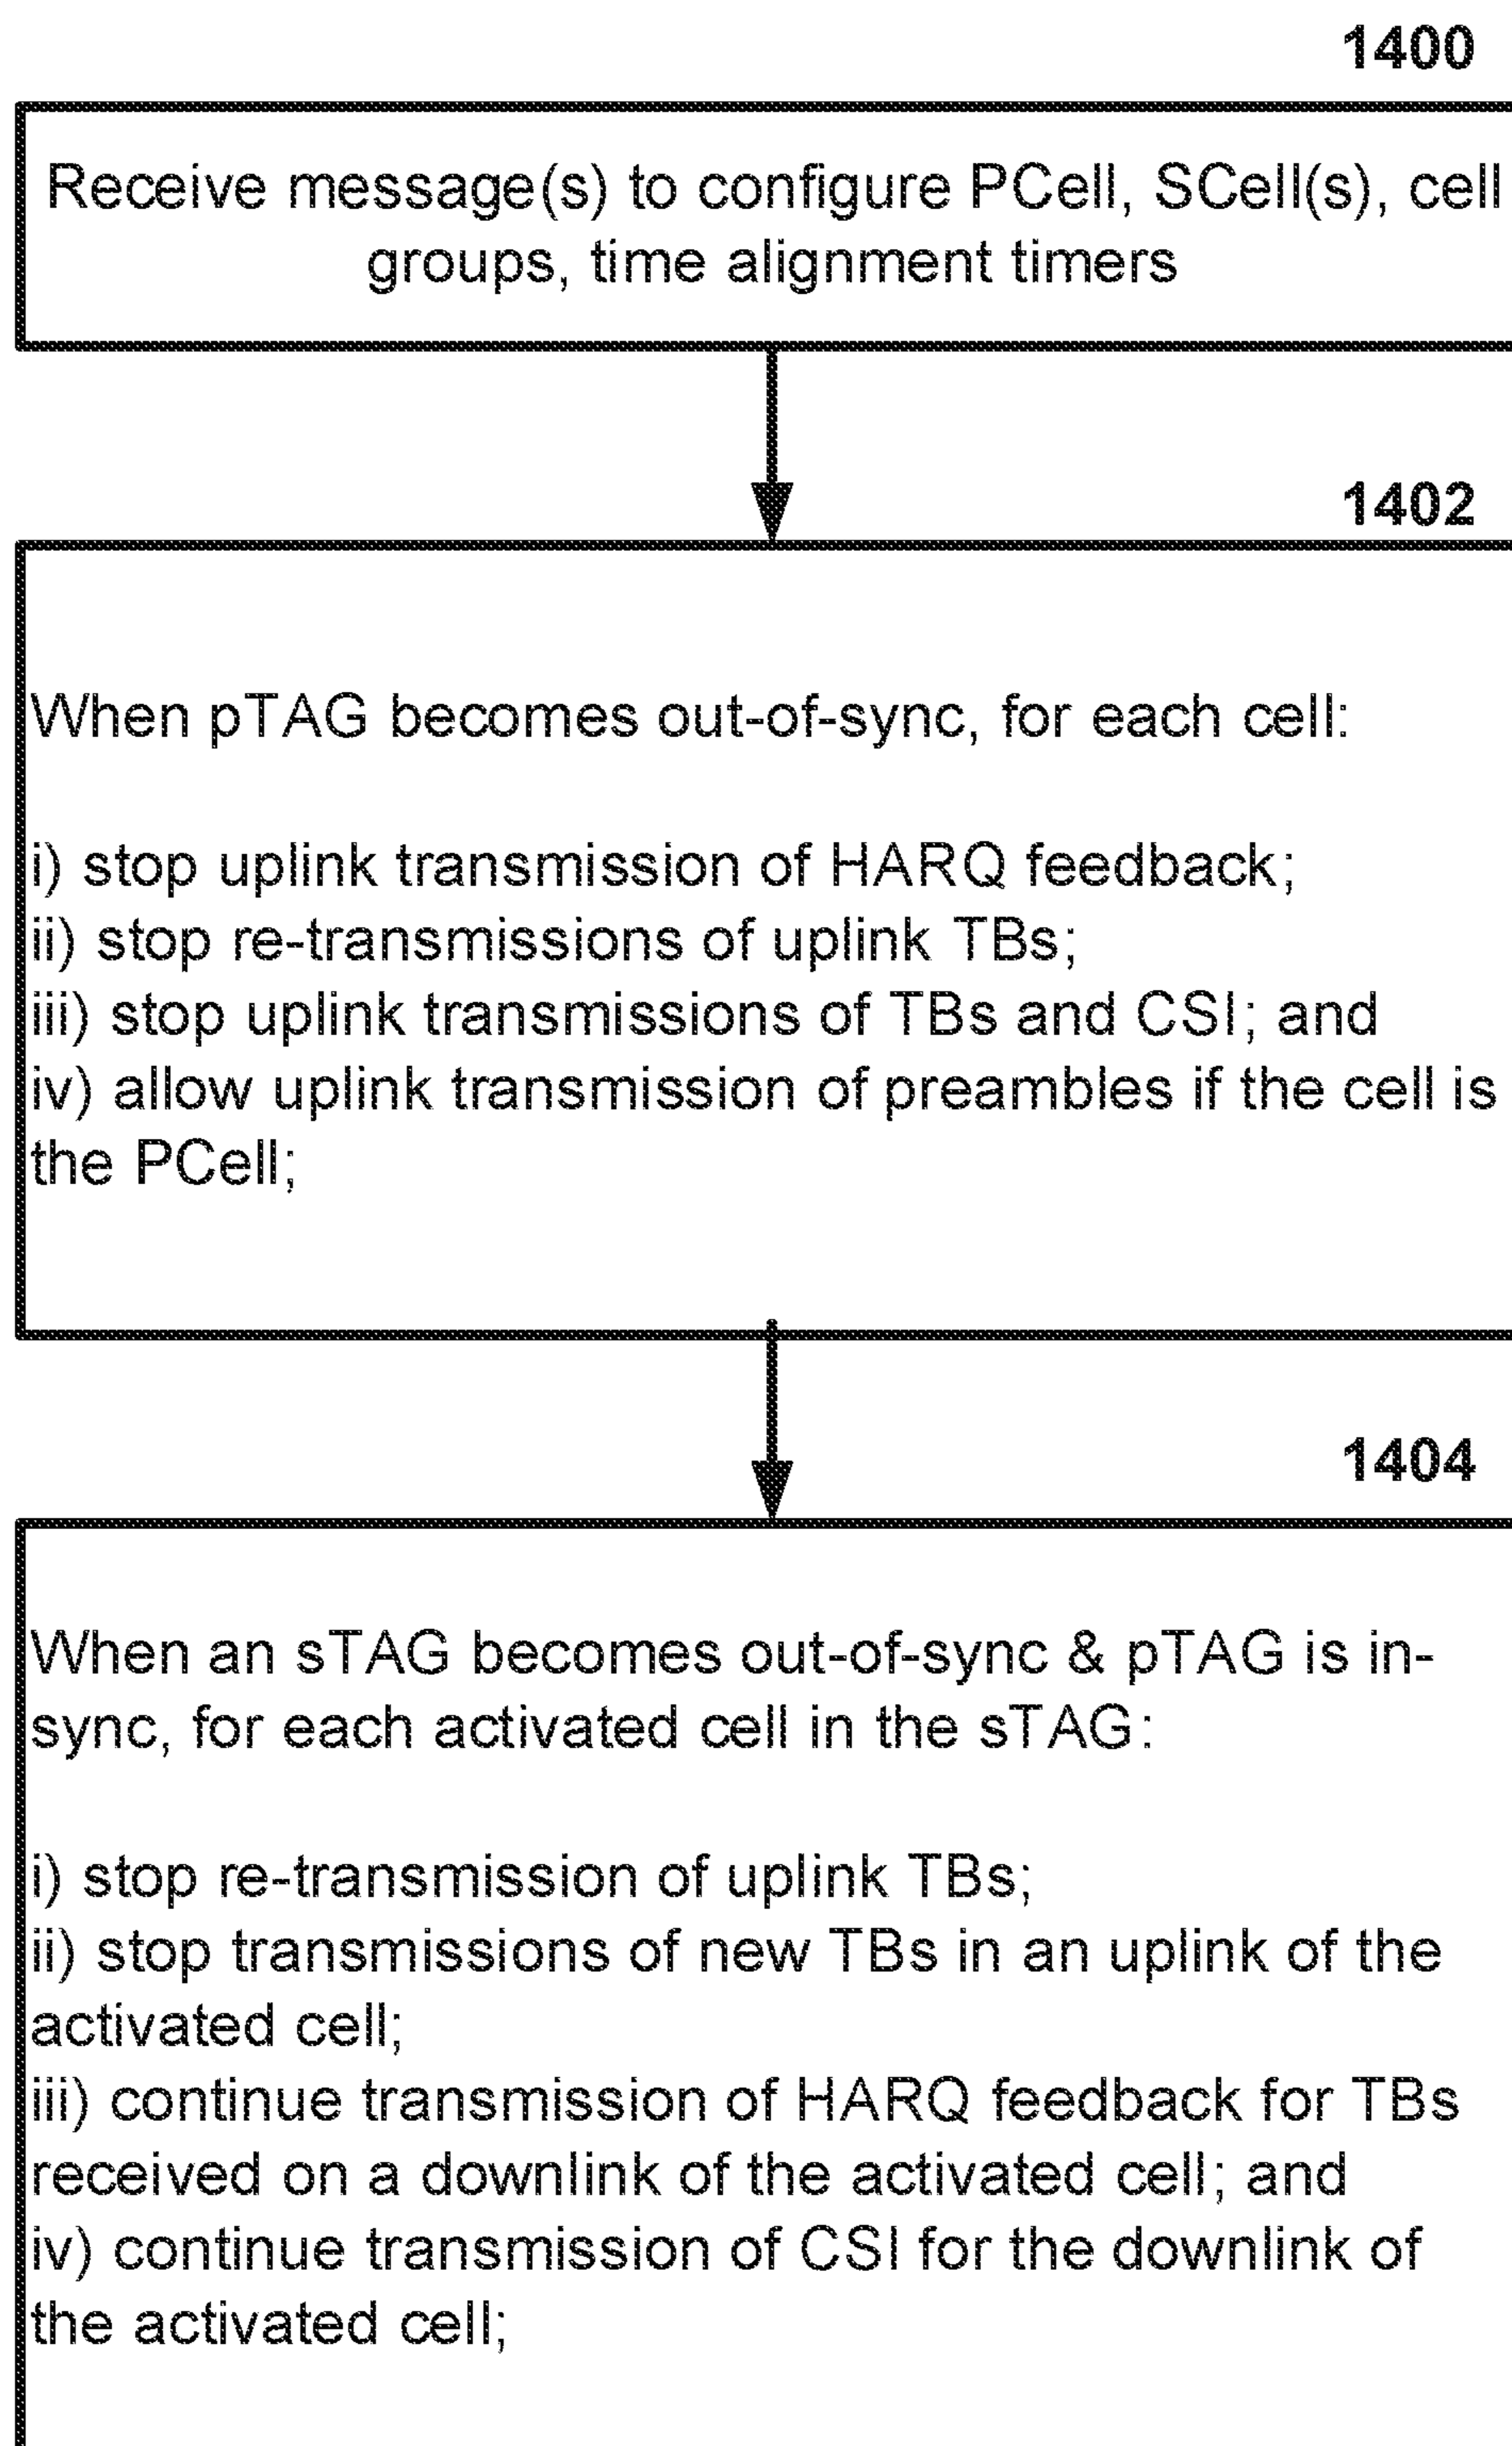 1400
Receive message(s) to configure PCell, SCell(s), cell
groups, time alignment timers
1402
When pTAG becomes out-of-sync, for each cell:
i) stop uplink transmission of HARQ feedback;
ii) stop re-transmissions of uplink TBs;
iii) stop uplink transmissions of TBs and CSI; and
iv) allow uplink transmission of preambles if the cell is
the PCell;
1404
When an sTAG becomes out-of-sync & pTAG is in-
sync, for each activated cell in the sTAG:
i) stop re-transmission of uplink TBs;
ii) stop transmissions of new TBs in an uplink of the
activated cell;
iii) continue transmission of HARQ feedback for TBs
received on a downlink of the activated cell; and
iv) continue transmission of CSI for the downlink of
the activated cell;